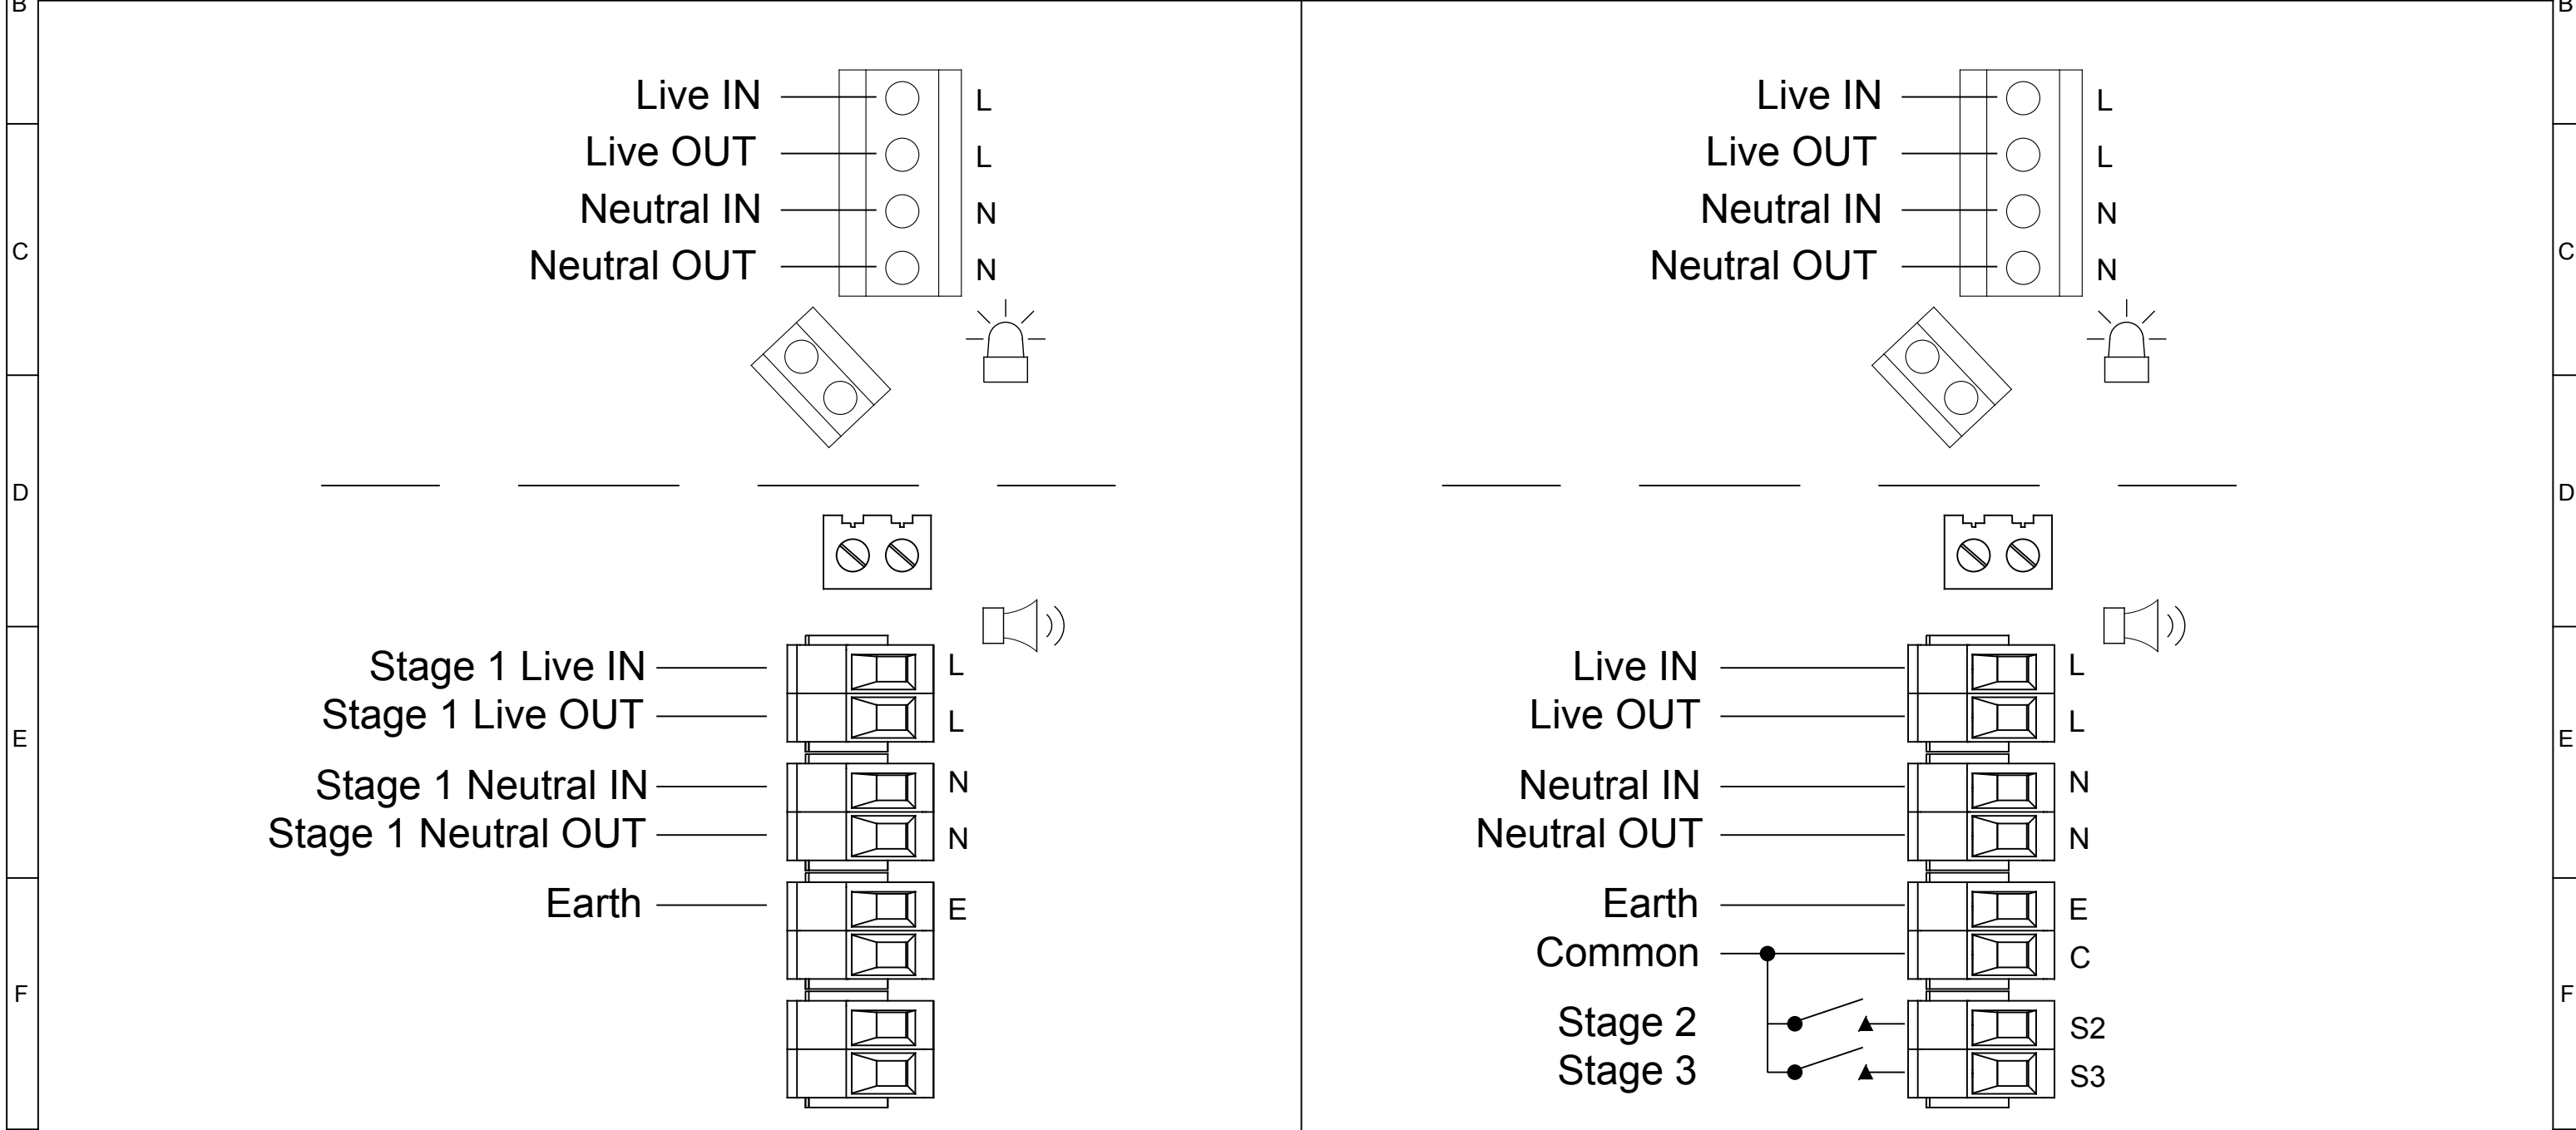 B
B
Live IN L
Live OUT L
Neutral IN N
Neutral OUT N
Live IN L
Live OUT L
Neutral IN N
Neutral OUT N
C
C
D
D
Stage 1 Live IN L
Stage 1 Live OUT L
Stage 1 Neutral IN N
Stage 1 Neutral OUT N
Earth E
Live IN L
Live OUT L
Neutral IN N
Neutral OUT N
Earth E
Common C
Stage 2 S2
Stage 3 S3
E
E
F
F